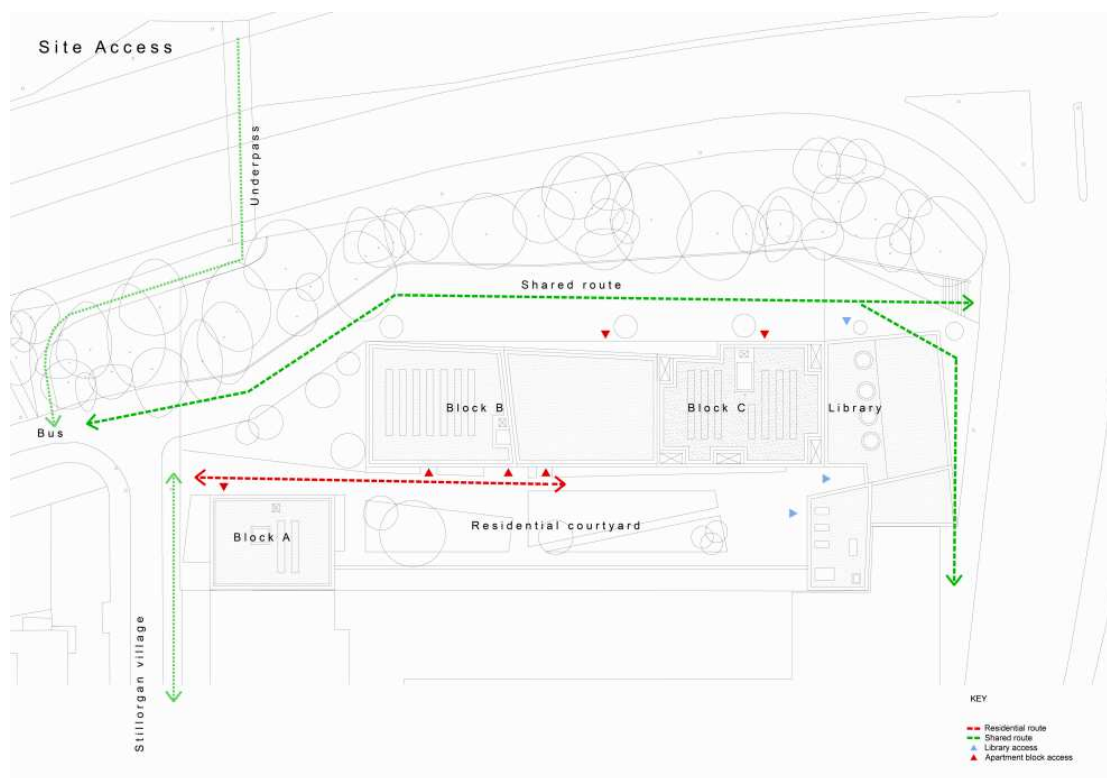 Site Access
Underpass
Shared route
Block B
Block C
Library
Bus
Block A
Residential courtyard
Stillorgan village
KEY
Residential route
Shared route
Library access
Apartment block access